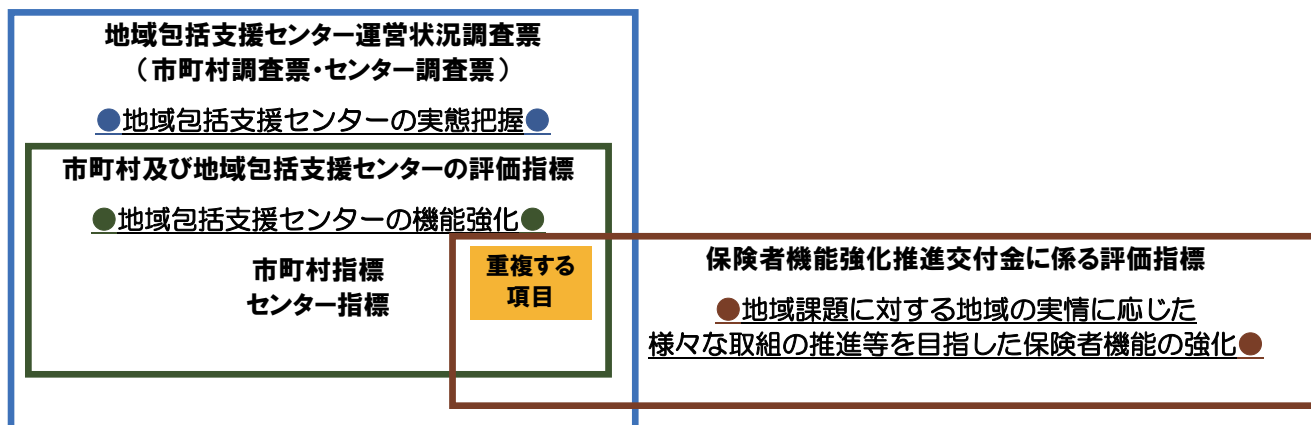 地域包括支援センター運営状況調査票
（市町村調査票・センター調査票）
●地域包括支援センターの実態把握●
市町村及び地域包括支援センターの評価指標
●地域包括支援センターの機能強化●
市町村指標
センター指標
重複する
項目
保険者機能強化推進交付金に係る評価指標
●地域課題に対する地域の実情に応じた
様々な取組の推進等を目指した保険者機能の強化●